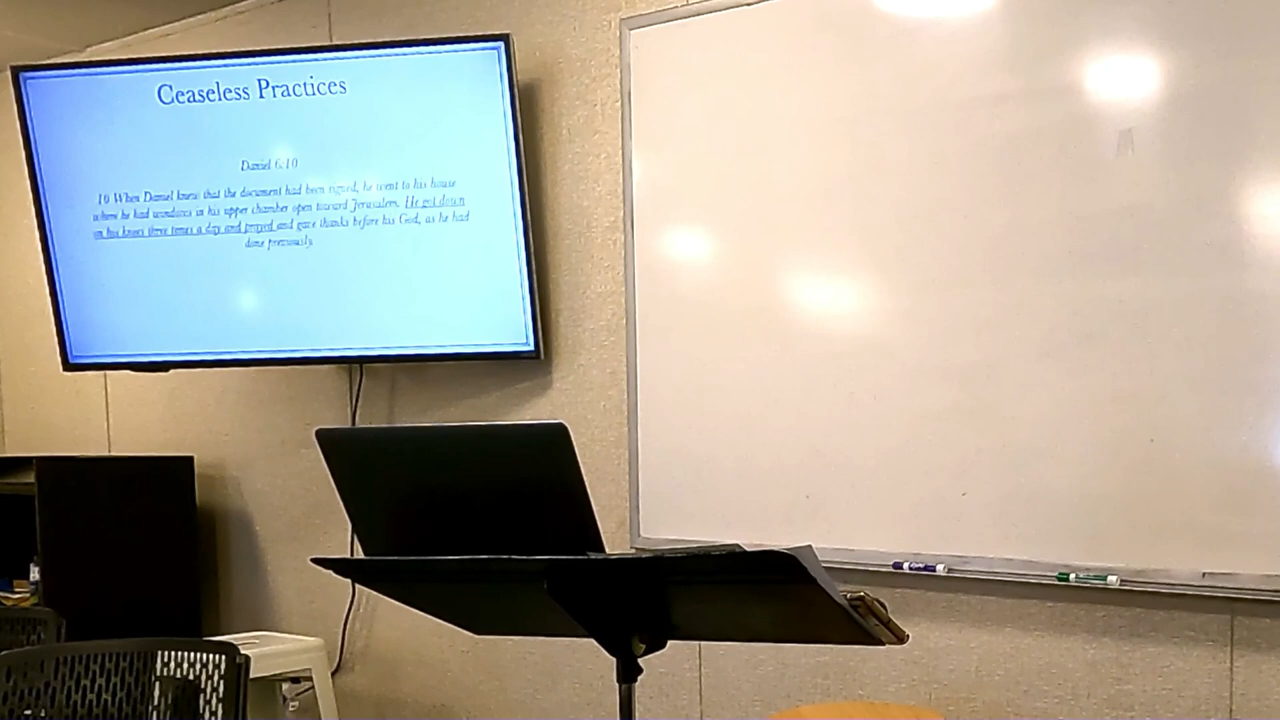 Ceaseless Practices
Daniel 6:10
10 When Daniel knew that the document had been signed, he went to his house
where he had windows in his upper chamber open toward Jerusalem. He got down
on his knees three times a day and prayed and gave thanks before his God, as he had
done previously.